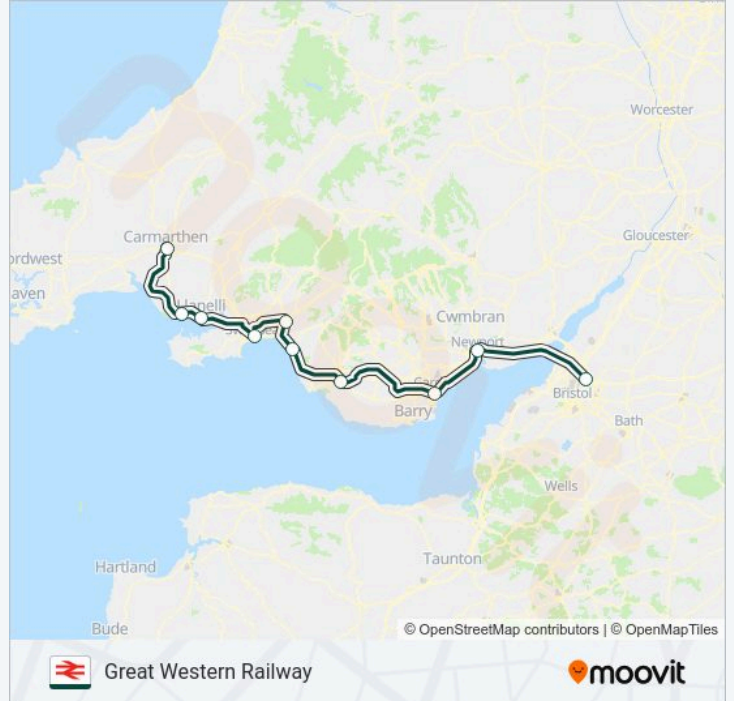 Worcester
Carmarthen
Gloucester
ordwest
aven
Llanelli
Cwmbran
Newport
Barry
Bristol
Bath
Wells
Taunton
Hartland
Bude
© OpenStreetMap contributors | © OpenMapTiles
Great Western Railway
moovit